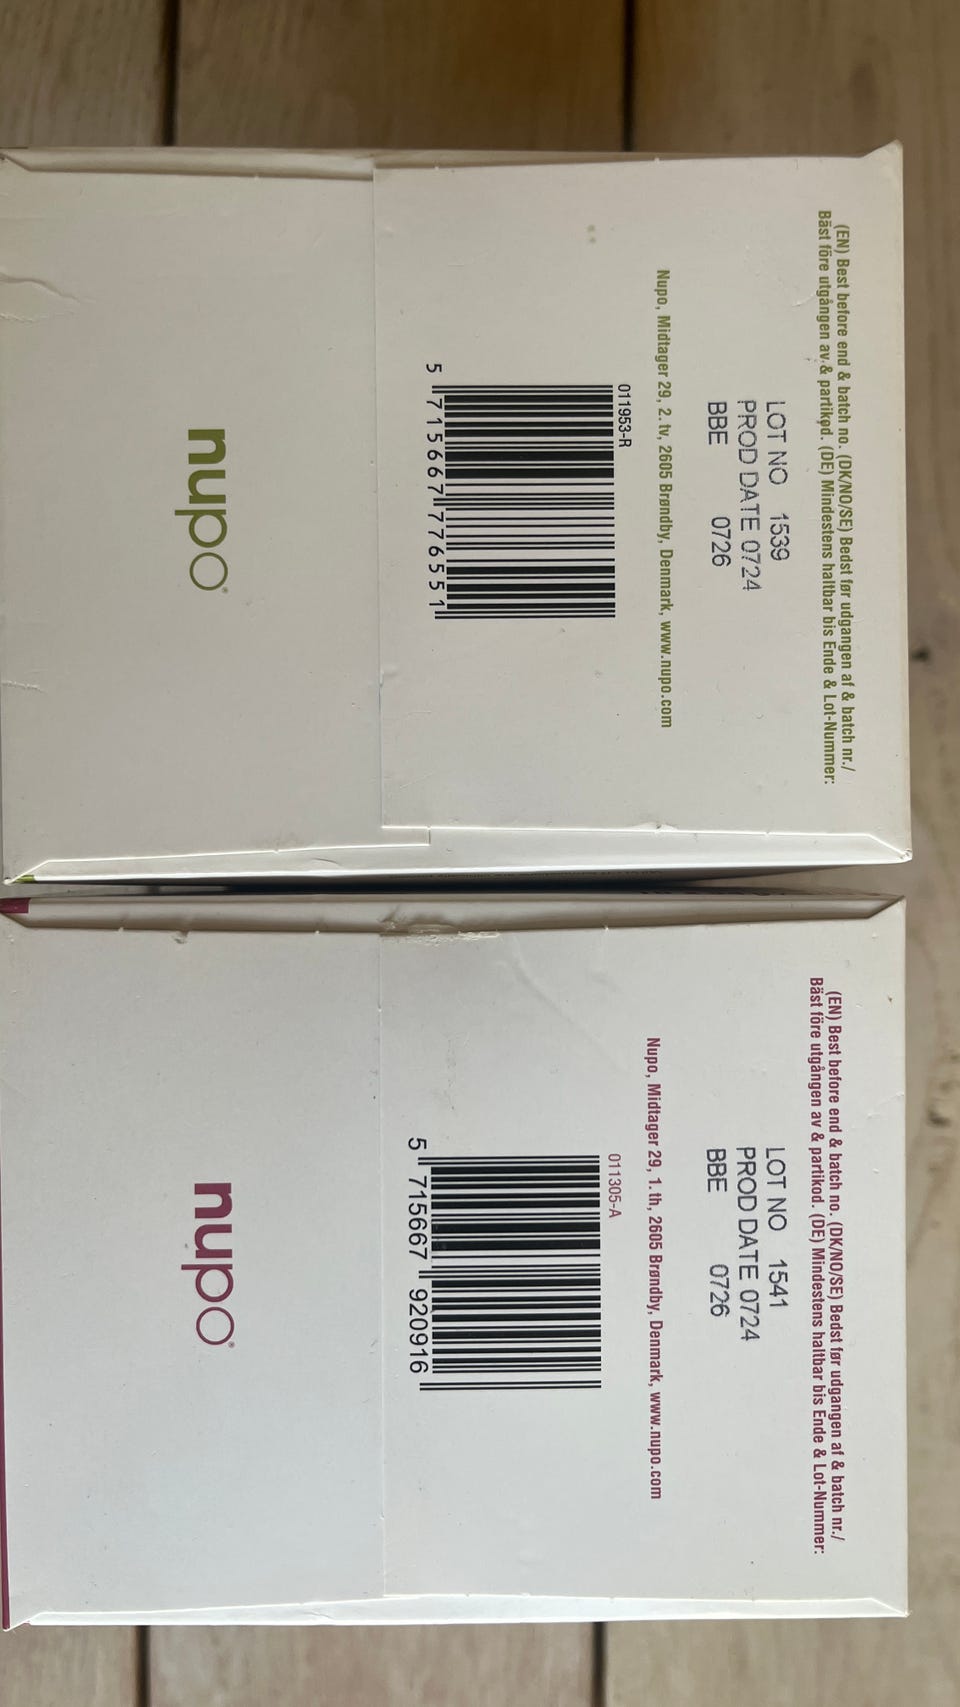 (EN) Best before end & batch no. (DK/NO/SE) Bedst før udgangen af & batch nr./
Bäst före utgången av & partikod. (DE) Mindestens haltbar bis Ende & Lot-Nummer:
LOT NO 1539
PROD DATE 0724
BBE 0726
Nupo, Midtager 29, 2. tv, 2605 Brøndby, Denmark, www.nupo.com
011953-R
5 715667 776551
nupo®
(EN) Best before end & batch no. (DK/NO/SE) Bedst før udgangen af & batch nr./
Bäst före utgången av & partikod. (DE) Mindestens haltbar bis Ende & Lot-Nummer:
LOT NO 1541
PROD DATE 0724
BBE 0726
Nupo, Midtager 29, 1. th, 2605 Brøndby, Denmark, www.nupo.com
011305-A
5 715667 920916
nupo®